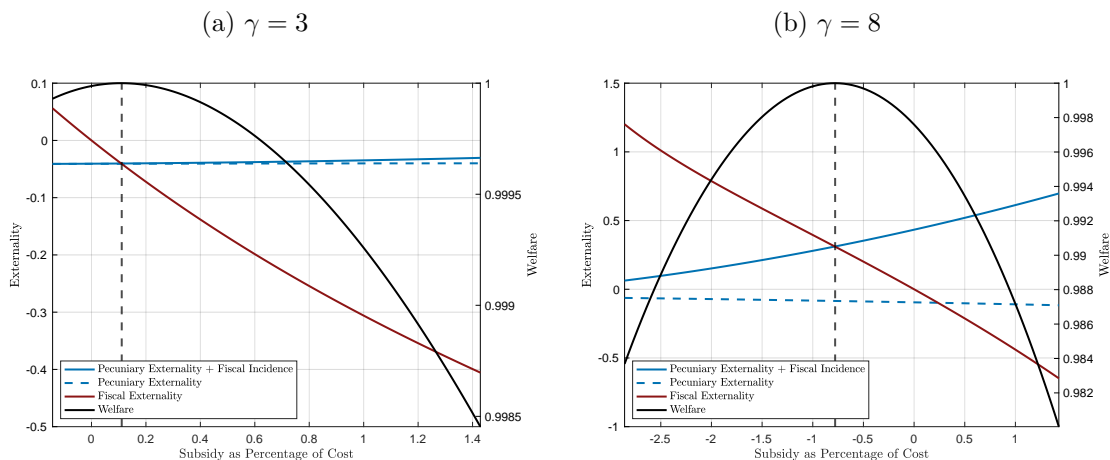 (a) γ = 3
0.1
0
-0.1
-0.2
-0.3
-0.4
-0.5
Externality
1
0.9995
0.999
0.9985
Welfare
Pecuniary Externality + Fiscal Incidence
Pecuniary Externality
Fiscal Externality
Welfare
0 0.2 0.4 0.6 0.8 1 1.2 1.4
Subsidy as Percentage of Cost
(b) γ = 8
1.5
1
0.5
0
-0.5
-1
Externality
1
0.998
0.996
0.994
0.992
0.99
0.988
0.986
0.984
0.982
Welfare
Pecuniary Externality + Fiscal Incidence
Pecuniary Externality
Fiscal Externality
Welfare
-2.5 -2 -1.5 -1 -0.5 0 0.5 1
Subsidy as Percentage of Cost